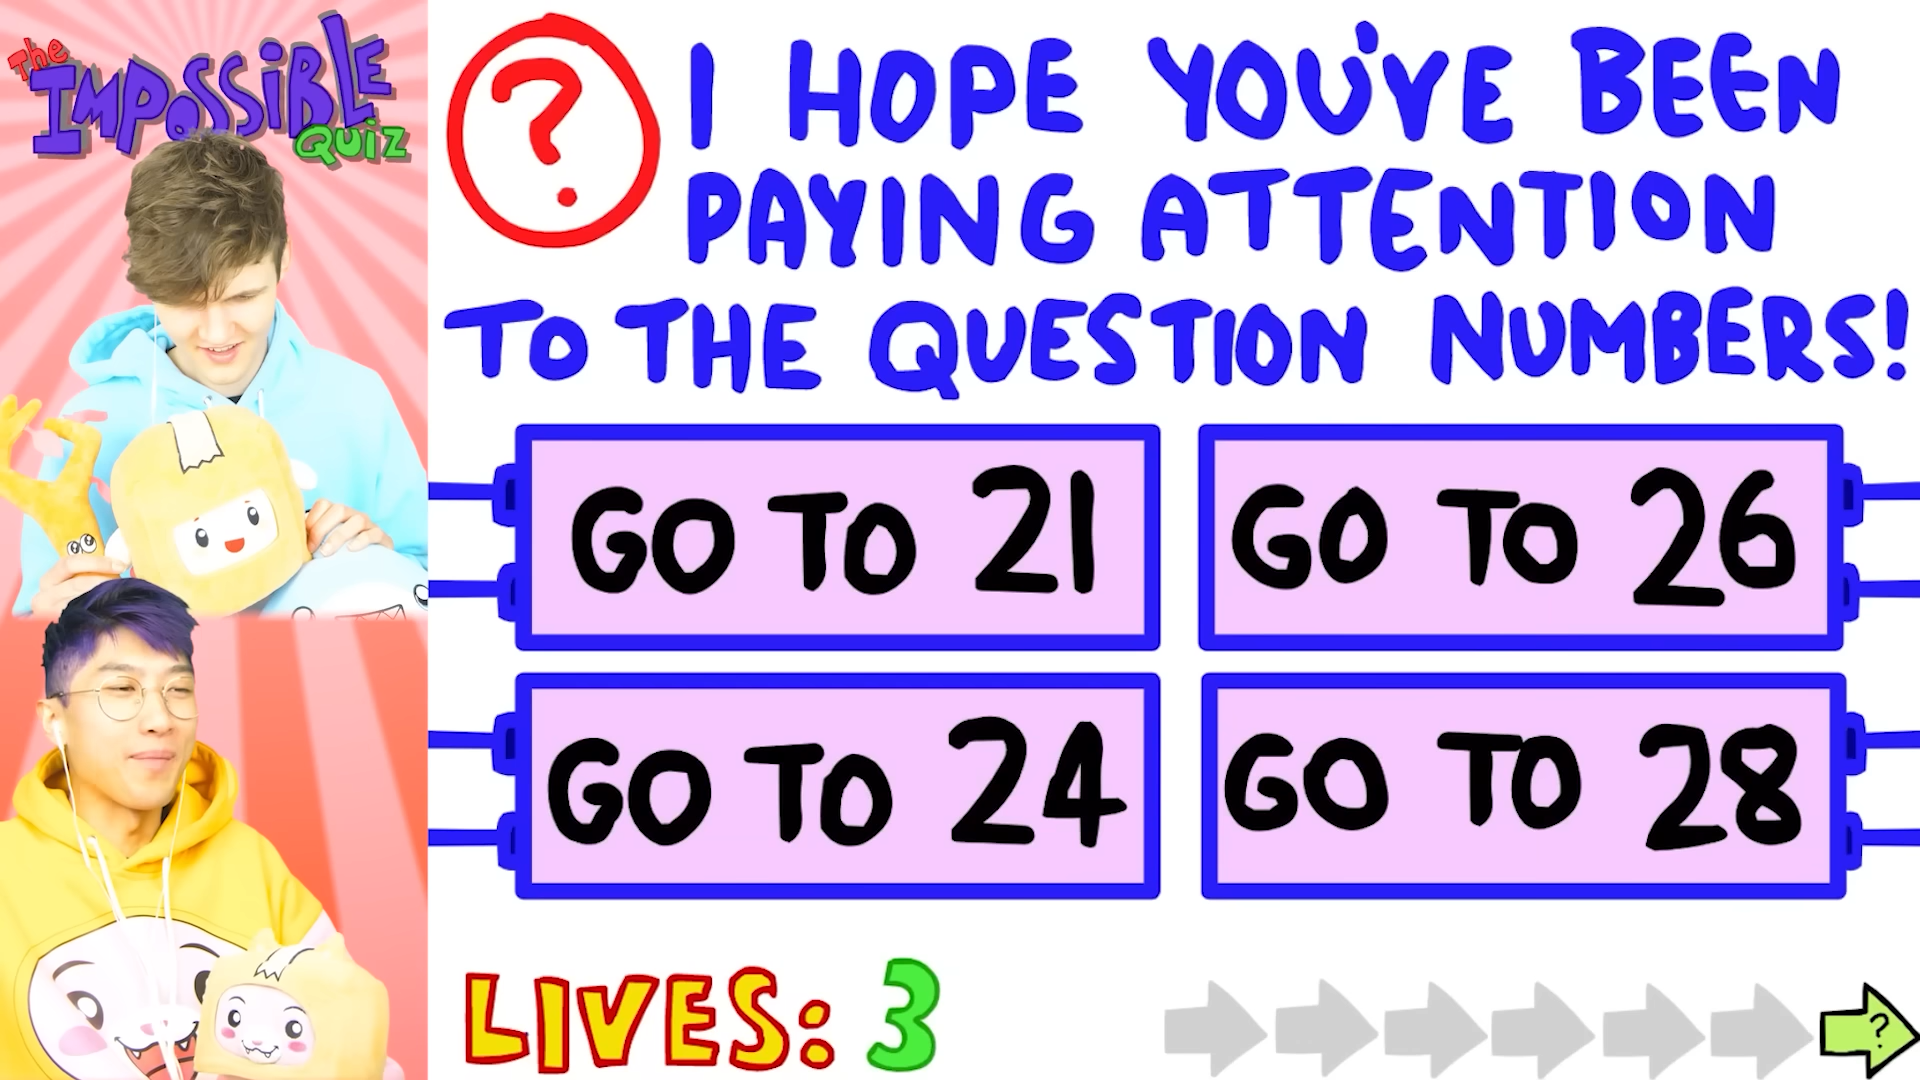 The
IMPOSSIBLE
QUIZ
?
I HOPE YOU'VE BEEN
PAYING ATTENTION
TO THE QUESTION NUMBERS!
GO TO 21
GO TO 26
GO TO 24
GO TO 28
LIVES: 3
?